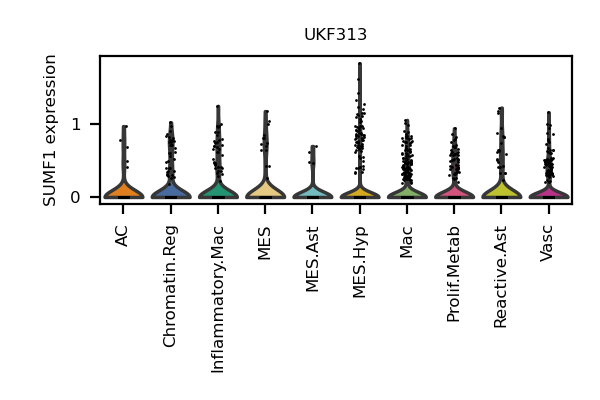 UKF313
SUMF1 expression
1
0
AC
Chromatin.Reg
Inflammatory.Mac
MES
MES.Ast
MES.Hyp
Mac
Prolif.Metab
Reactive.Ast
Vasc